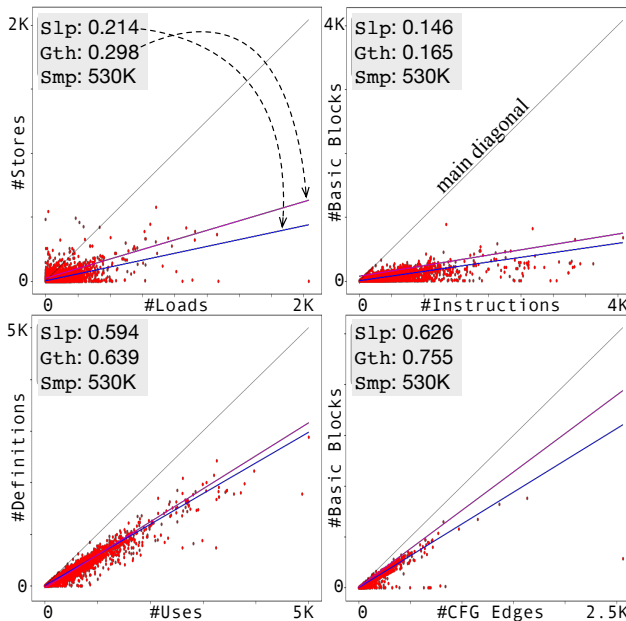 2K
Slp: 0.214
Gth: 0.298
Smp: 530K
#Stores
0
0
#Loads
2K
4K
Slp: 0.146
Gth: 0.165
Smp: 530K
main diagonal
#Basic Blocks
0
0
#Instructions
4K
5K
Slp: 0.594
Gth: 0.639
Smp: 530K
#Definitions
0
0
#Uses
5K
Slp: 0.626
Gth: 0.755
Smp: 530K
#Basic Blocks
0
0
#CFG Edges
2.5K